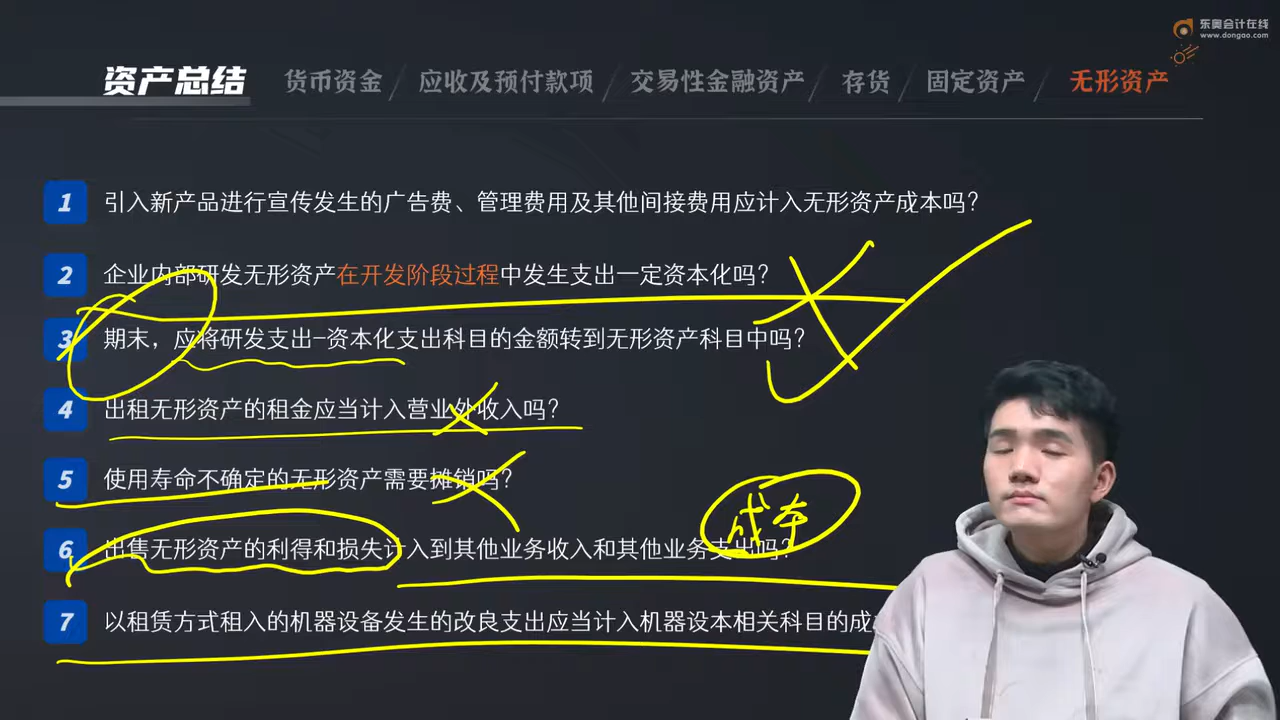 东奥会计在线
www.dongao.com
资产总结 货币资金 / 应收及预付款项 / 交易性金融资产 / 存货 / 固定资产 / 无形资产
1 引入新产品进行宣传发生的广告费、管理费用及其他间接费用应计入无形资产成本吗?
2 企业内部研发无形资产在开发阶段过程中发生支出一定资本化吗?
3 期末，应将研发支出-资本化支出科目的金额转到无形资产科目中吗?
4 出租无形资产的租金应当计入营业外收入吗?
5 使用寿命不确定的无形资产需要摊销吗?
成本
6 出售无形资产的利得和损失计入到其他业务收入和其他业务支出吗?
7 以租赁方式租入的机器设备发生的改良支出应当计入机器设本相关科目的成